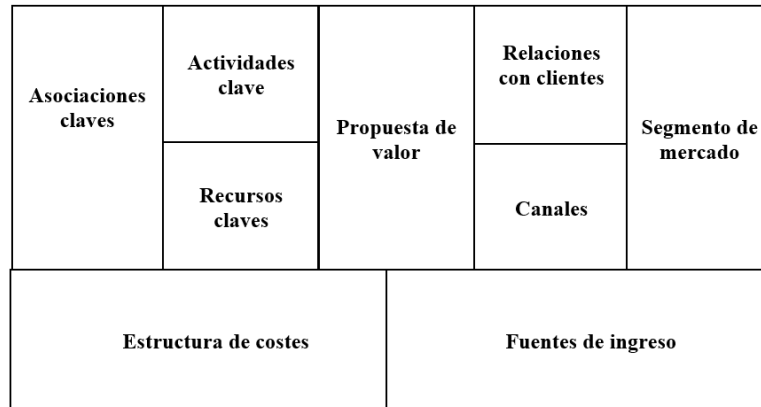 Asociaciones
claves
Actividades
clave
Recursos
claves
Propuesta de
valor
Relaciones
con clientes
Canales
Segmento de
mercado
Estructura de costes
Fuentes de ingreso